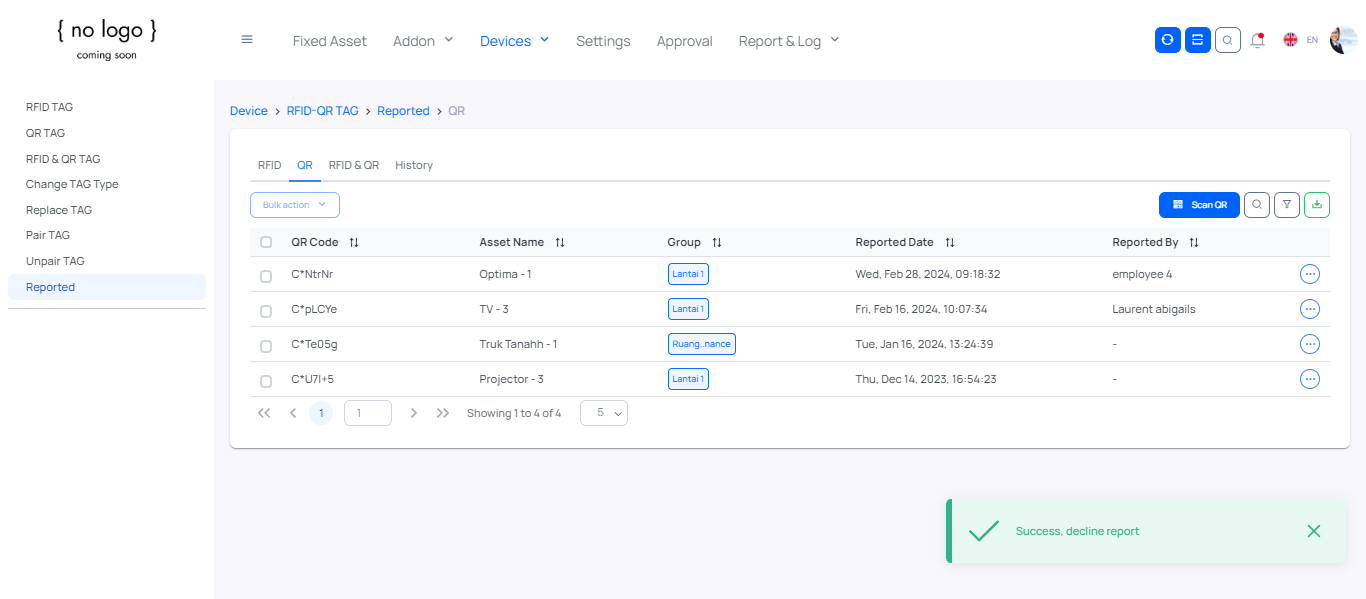 { no logo }
coming soon
Fixed Asset Addon Devices Settings Approval Report & Log EN
RFID TAG
QR TAG
RFID & QR TAG
Change TAG Type
Replace TAG
Pair TAG
Unpair TAG
Reported
Device > RFID-QR TAG > Reported > QR
RFID QR RFID & QR History
Bulk action Scan QR
QR Code Asset Name Group Reported Date Reported By
C*NtrNr Optima - 1 Lantai 1 Wed, Feb 28, 2024, 09:18:32 employee 4
C*pLCYe TV - 3 Lantai 1 Fri, Feb 16, 2024, 10:07:34 Laurent abigails
C*Te05g Truk Tanahh - 1 Ruang..nance Tue, Jan 16, 2024, 13:24:39 -
C*U7I+5 Projector - 3 Lantai 1 Thu, Dec 14, 2023, 16:54:23 -
1 1 Showing 1 to 4 of 4 5
Success, decline report